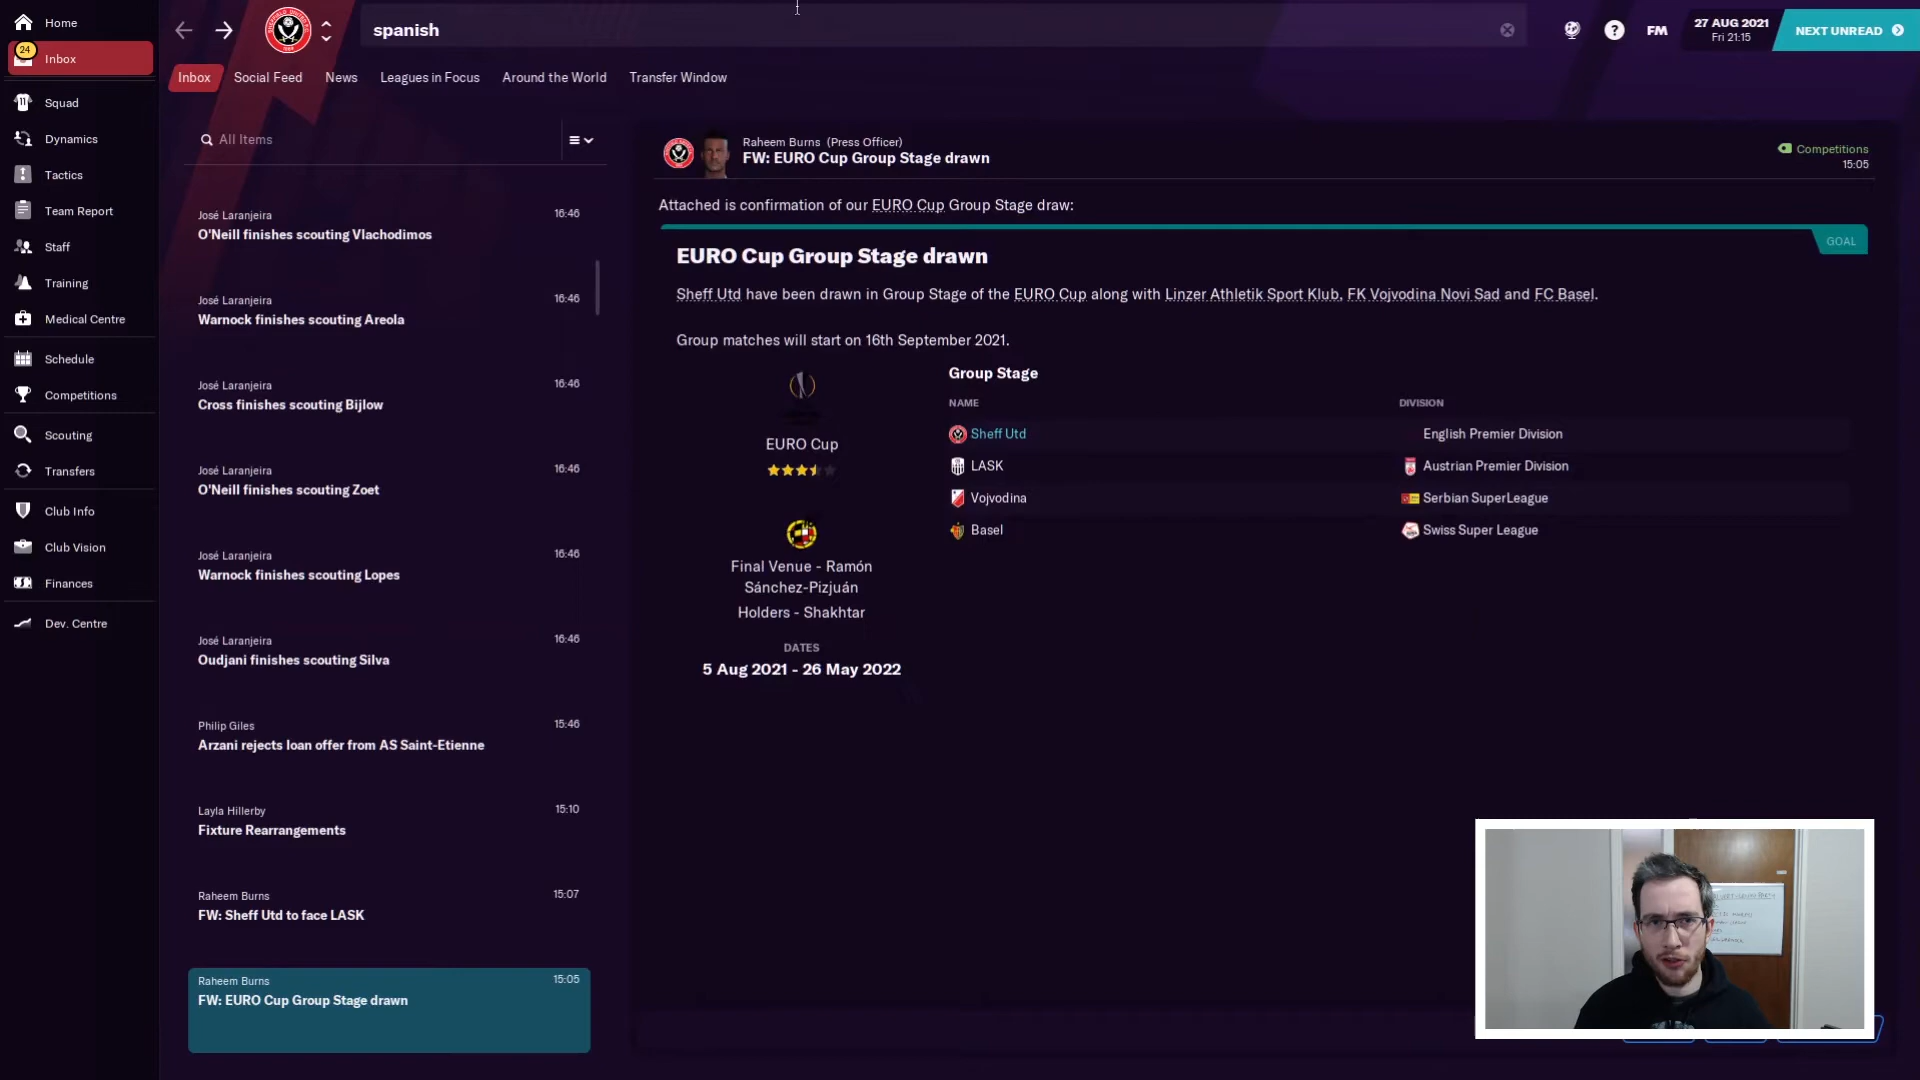 Home
24
Inbox
Squad
Dynamics
Tactics
Team Report
Staff
Training
Medical Centre
Schedule
Competitions
Scouting
Transfers
Club Info
Club Vision
Finances
Dev. Centre
spanish
FM
27 AUG 2021
Fri 21:15
NEXT UNREAD
Inbox Social Feed News Leagues in Focus Around the World Transfer Window
All Items
José Laranjeira 16:46
O'Neill finishes scouting Vlachodimos
José Laranjeira 16:46
Warnock finishes scouting Areola
José Laranjeira 16:46
Cross finishes scouting Bijlow
José Laranjeira 16:46
O'Neill finishes scouting Zoet
José Laranjeira 16:46
Warnock finishes scouting Lopes
José Laranjeira 16:46
Oudjani finishes scouting Silva
Philip Giles 15:46
Arzani rejects loan offer from AS Saint-Etienne
Layla Hillerby 15:10
Fixture Rearrangements
Raheem Burns 15:07
FW: Sheff Utd to face LASK
Raheem Burns 15:05
FW: EURO Cup Group Stage drawn
Raheem Burns (Press Officer)
FW: EURO Cup Group Stage drawn
Competitions
15:05
Attached is confirmation of our EURO Cup Group Stage draw:
GOAL
EURO Cup Group Stage drawn
Sheff Utd have been drawn in Group Stage of the EURO Cup along with Linzer Athletik Sport Klub, FK Vojvodina Novi Sad and FC Basel.
Group matches will start on 16th September 2021.
EURO Cup
Final Venue - Ramón
Sánchez-Pizjuán
Holders - Shakhtar
DATES
5 Aug 2021 - 26 May 2022
Group Stage
NAME DIVISION
Sheff Utd English Premier Division
LASK Austrian Premier Division
Vojvodina Serbian SuperLeague
Basel Swiss Super League